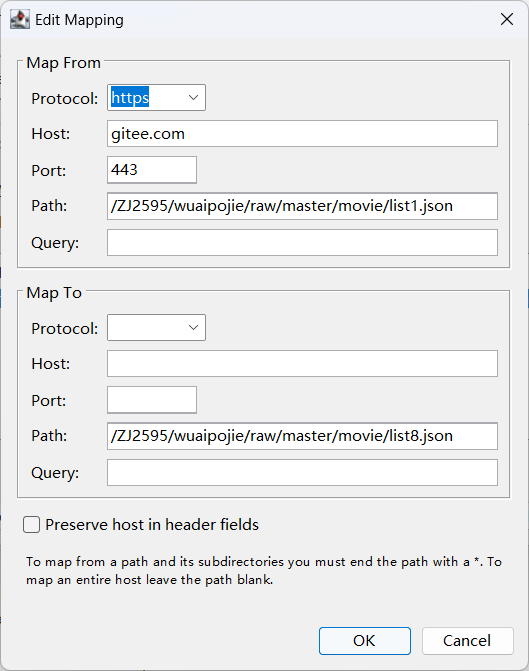 Edit Mapping
Map From
Protocol: https
Host: gitee.com
Port: 443
Path: /ZJ2595/wuaipojie/raw/master/movie/list1.json
Query:
Map To
Protocol:
Host:
Port:
Path: /ZJ2595/wuaipojie/raw/master/movie/list8.json
Query:
Preserve host in header fields
To map from a path and its subdirectories you must end the path with a *. To
map an entire host leave the path blank.
OK Cancel